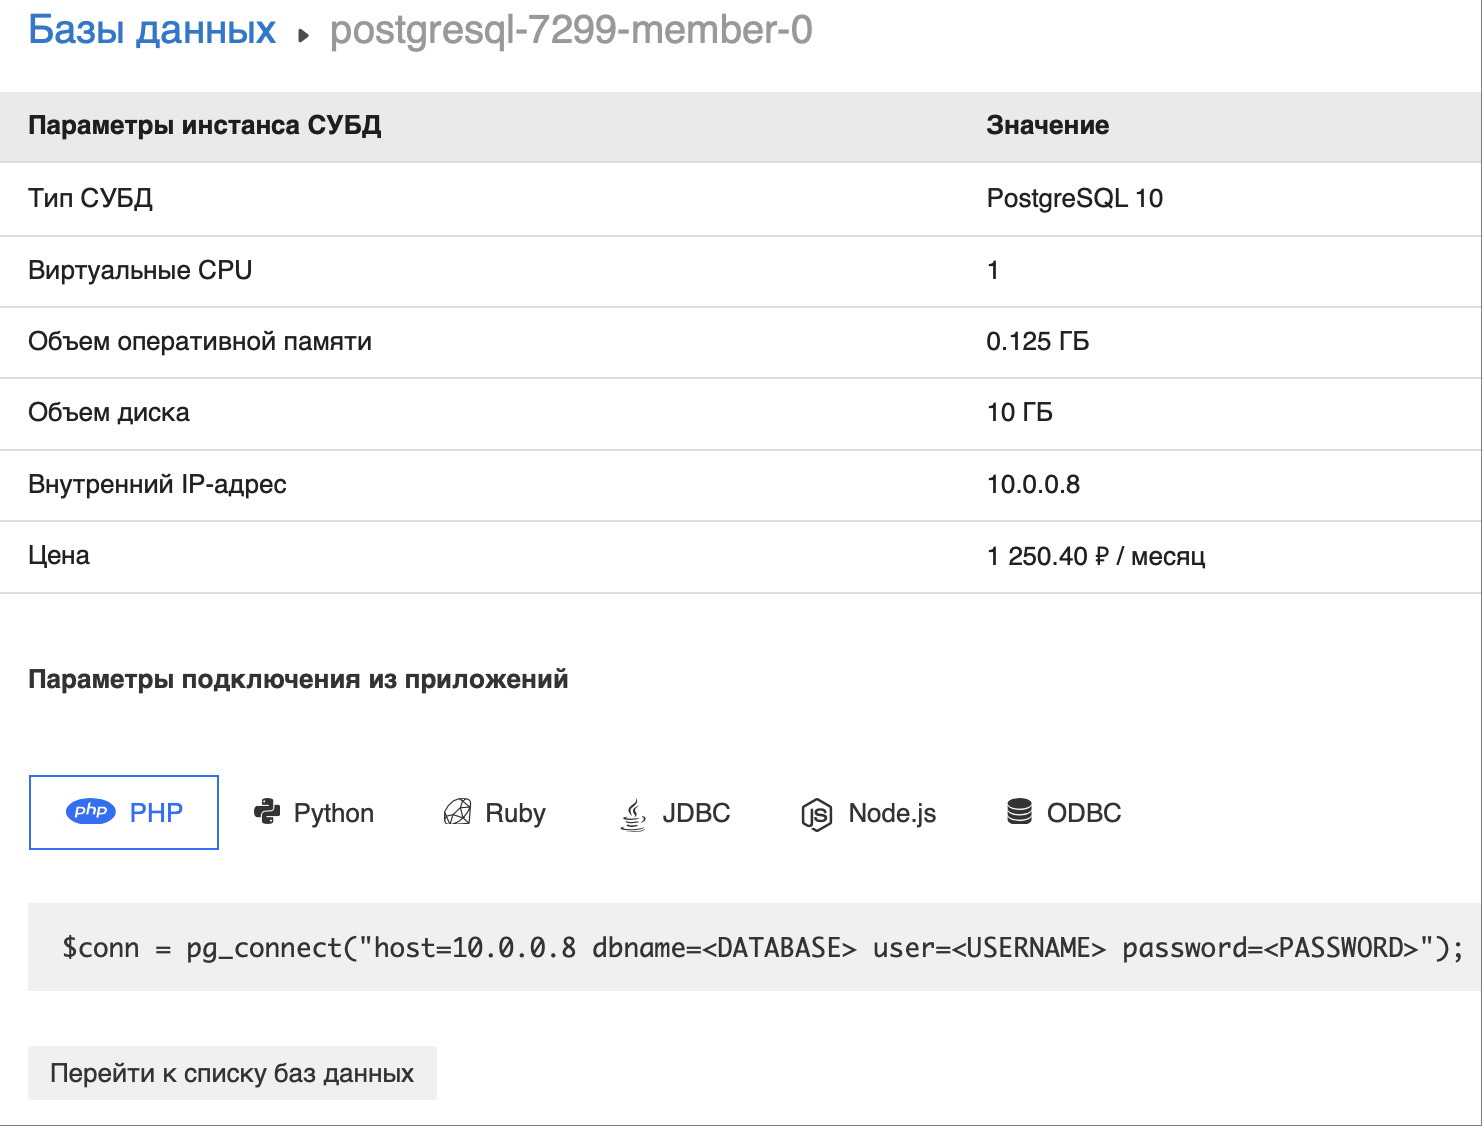 Базы данных ▸ postgresql-7299-member-0
Параметры инстанса СУБД Значение
Тип СУБД PostgreSQL 10
Виртуальные CPU 1
Объем оперативной памяти 0.125 ГБ
Объем диска 10 ГБ
Внутренний IP-адрес 10.0.0.8
Цена 1 250.40 ₽ / месяц
Параметры подключения из приложений
php PHP Python Ruby JDBC JS Node.js ODBC
$conn = pg_connect("host=10.0.0.8 dbname=<DATABASE> user=<USERNAME> password=<PASSWORD>");
Перейти к списку баз данных